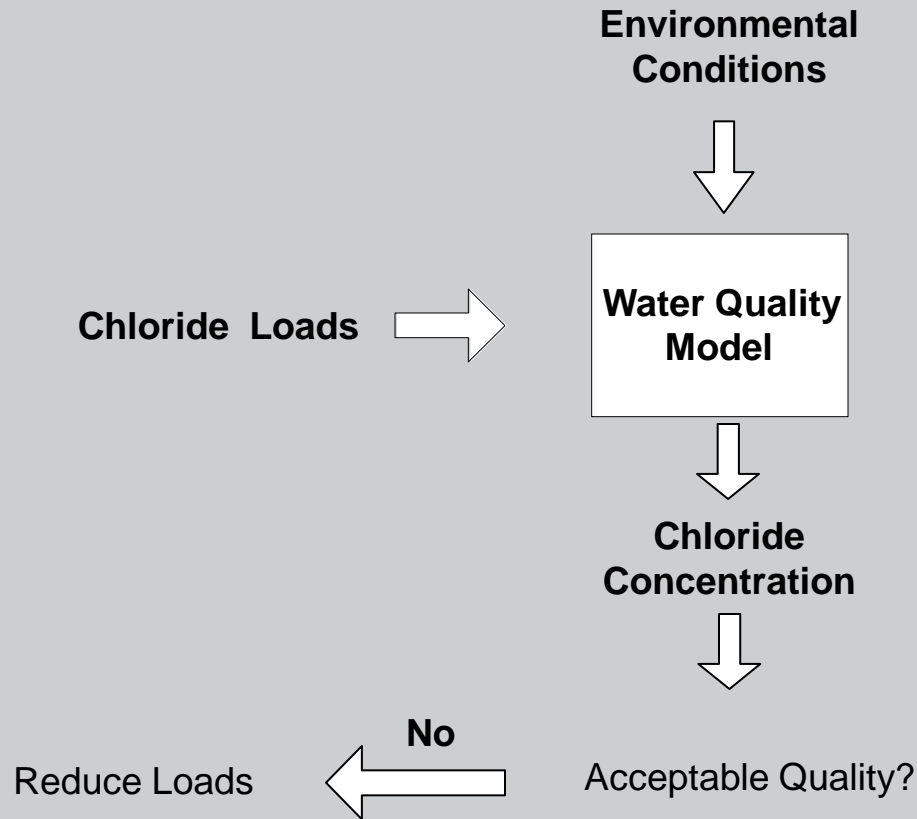 Environmental
Conditions
Chloride  Loads
Water Quality
Model
Chloride
Concentration
No
Reduce Loads
Acceptable Quality?